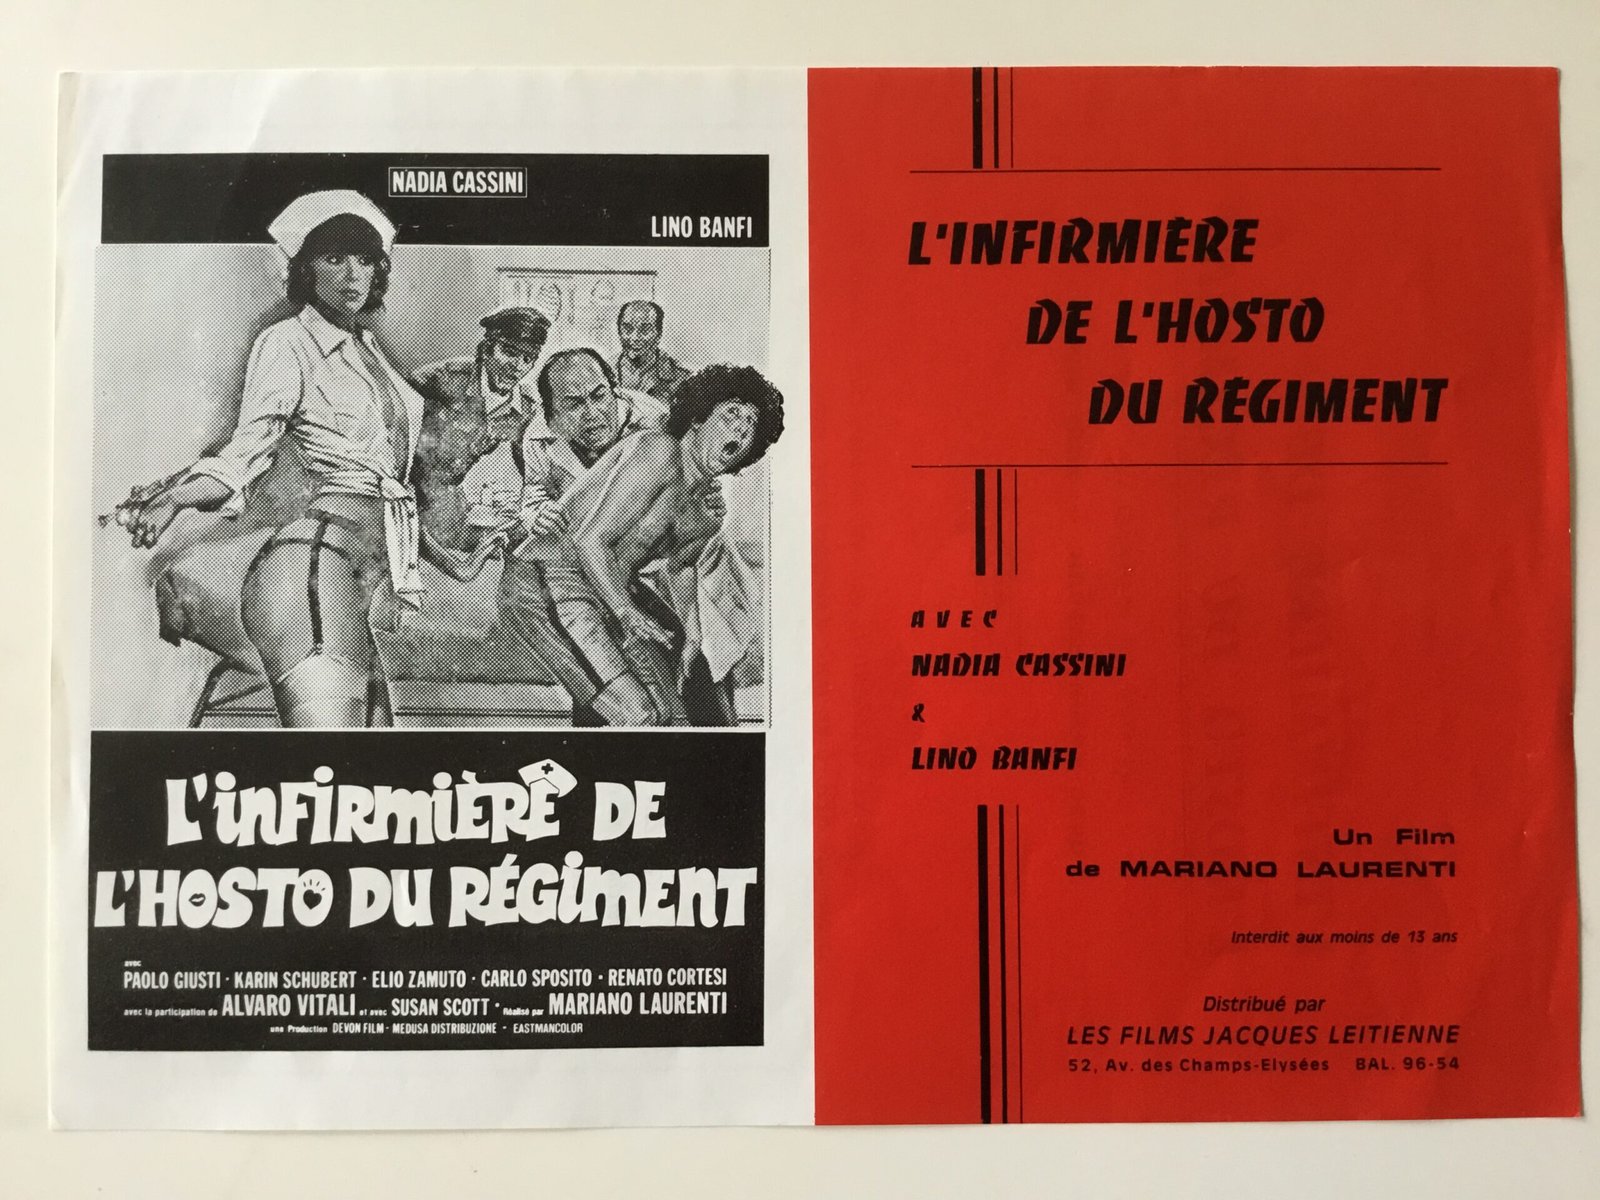 NADIA CASSINI
LINO BANFI
L'infirmière de
l'hosto du régiment
avec
PAOLO GIUSTI · KARIN SCHUBERT · ELIO ZAMUTO · CARLO SPOSITO · RENATO CORTESI
avec la participation de ALVARO VITALI et avec SUSAN SCOTT · Réalisé par MARIANO LAURENTI
une Production DEVON FILM - MEDUSA DISTRIBUZIONE - EASTMANCOLOR
L'INFIRMIÈRE
DE L'HOSTO
DU RÉGIMENT
AVEC
NADIA CASSINI
&
LINO BANFI
Un Film
de MARIANO LAURENTI
Interdit aux moins de 13 ans
Distribué par
LES FILMS JACQUES LEITIENNE
52, Av. des Champs-Elysées BAL. 96-54